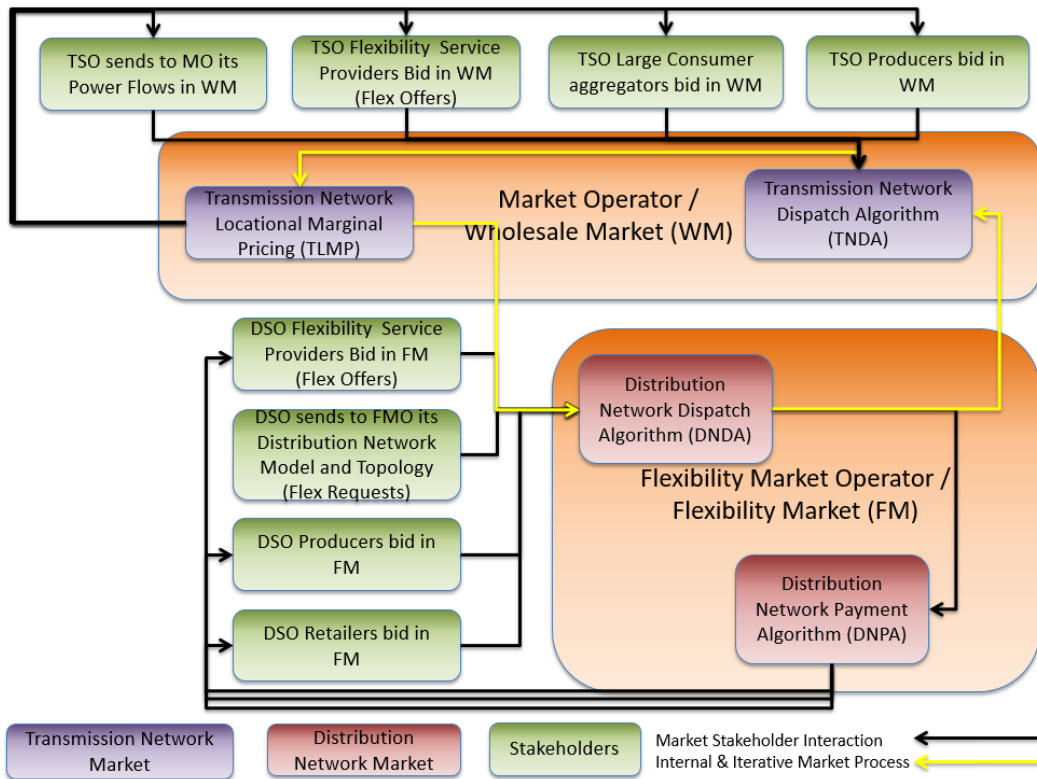 TSO sends to MO its
Power Flows in WM
TSO Flexibility  Service
Providers Bid in WM
(Flex Offers)
TSO Large Consumer
aggregators bid in WM
TSO Producers bid in
WM
Transmission Network
Locational Marginal
Pricing (TLMP)
Market Operator /
Wholesale Market (WM)
Transmission Network
Dispatch Algorithm
(TNDA)
DSO Flexibility  Service
Providers Bid in FM
(Flex Offers)
DSO sends to FMO its
Distribution Network
Model and Topology
(Flex Requests)
DSO Producers bid in
FM
DSO Retailers bid in
FM
Distribution
Network Dispatch
Algorithm (DNDA)
Flexibility Market Operator /
Flexibility Market (FM)
Distribution
Network Payment
Algorithm (DNPA)
Transmission Network
Market
Distribution
Network Market
Stakeholders
Market Stakeholder Interaction
Internal & Iterative Market Process